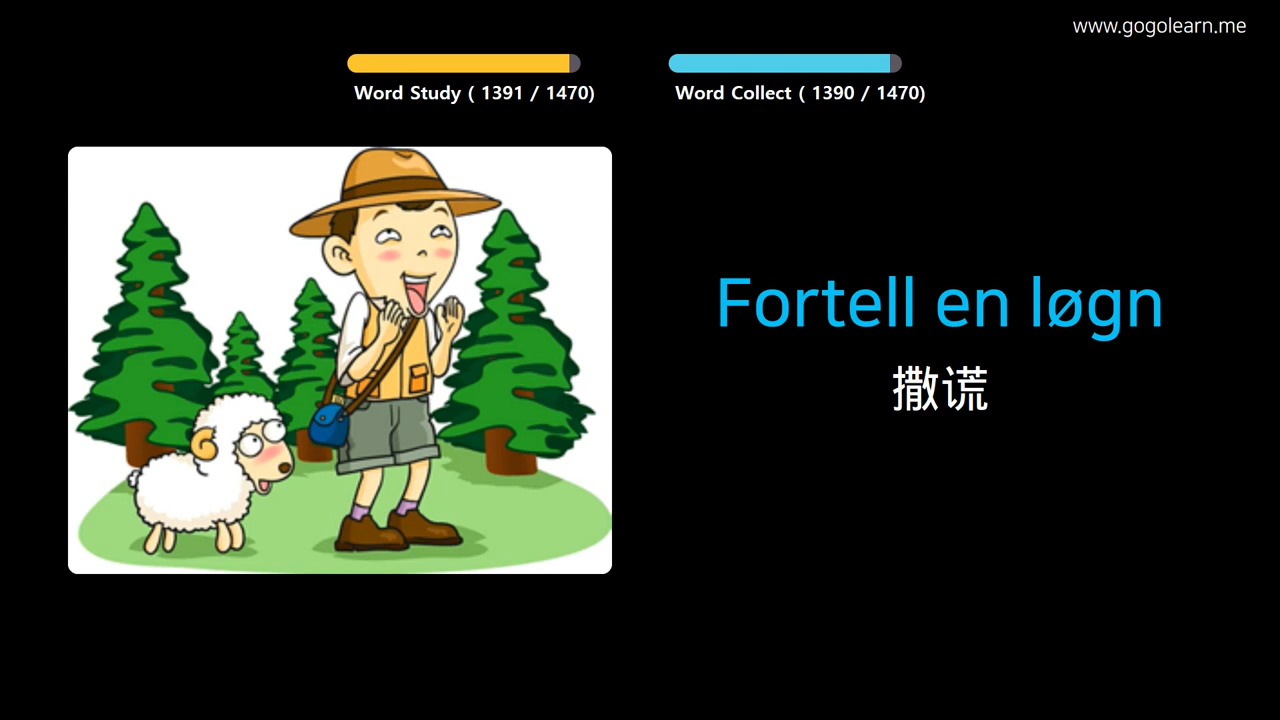 www.gogolearn.me
Word Study ( 1391 / 1470)
Word Collect ( 1390 / 1470)
Fortell en løgn
撒谎